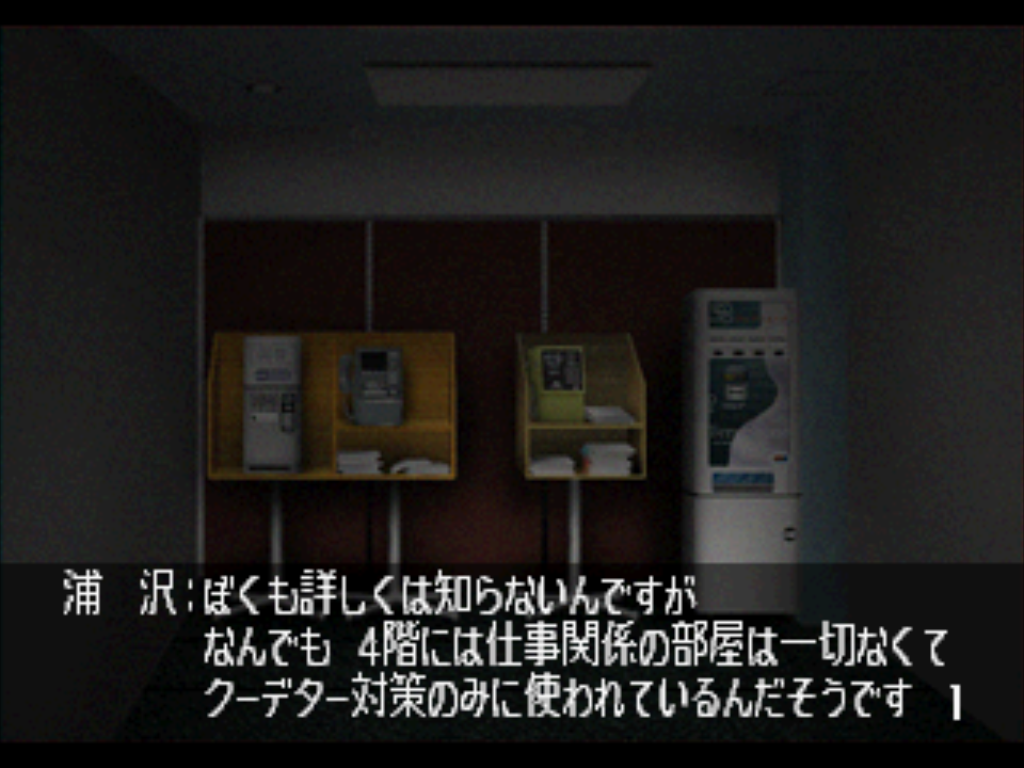 浦　沢：ぼくも詳しくは知らないんですが
なんでも　4階には仕事関係の部屋は一切なくて
クーデター対策のみに使われているんだそうです